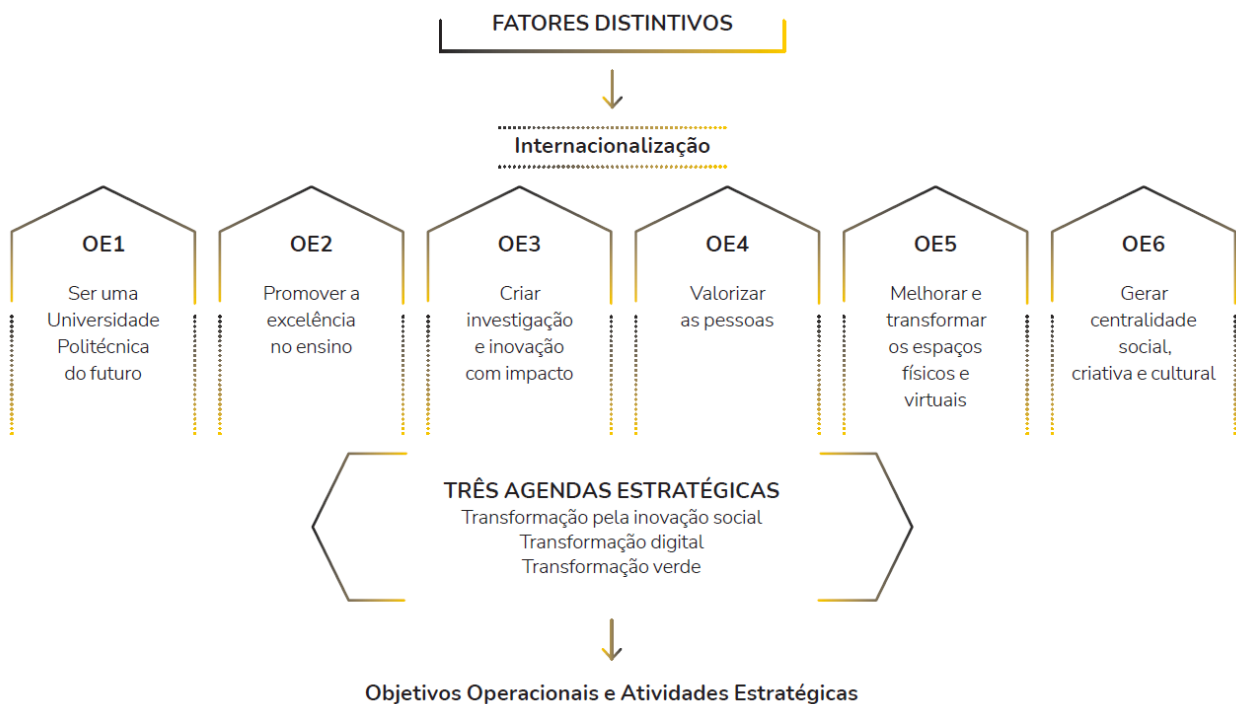 FATORES DISTINTIVOS
Internacionalização
OE1
Ser uma
Universidade
Politécnica
do futuro
OE2
Promover a
excelência
no ensino
OE3
Criar
investigação
e inovação
com impacto
OE4
Valorizar
as pessoas
OE5
Melhorar e
transformar
os espaços
físicos e
virtuais
OE6
Gerar
centralidade
social,
criativa e cultural
TRÊS AGENDAS ESTRATÉGICAS
Transformação pela inovação social
Transformação digital
Transformação verde
Objetivos Operacionais e Atividades Estratégicas